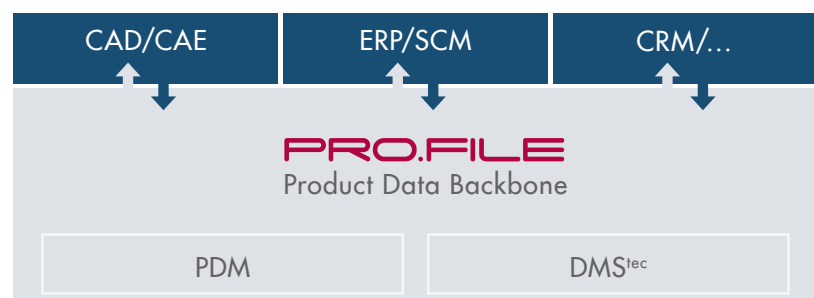 CAD/CAE ERP/SCM CRM/...
PRO.FILE
Product Data Backbone
PDM DMStec